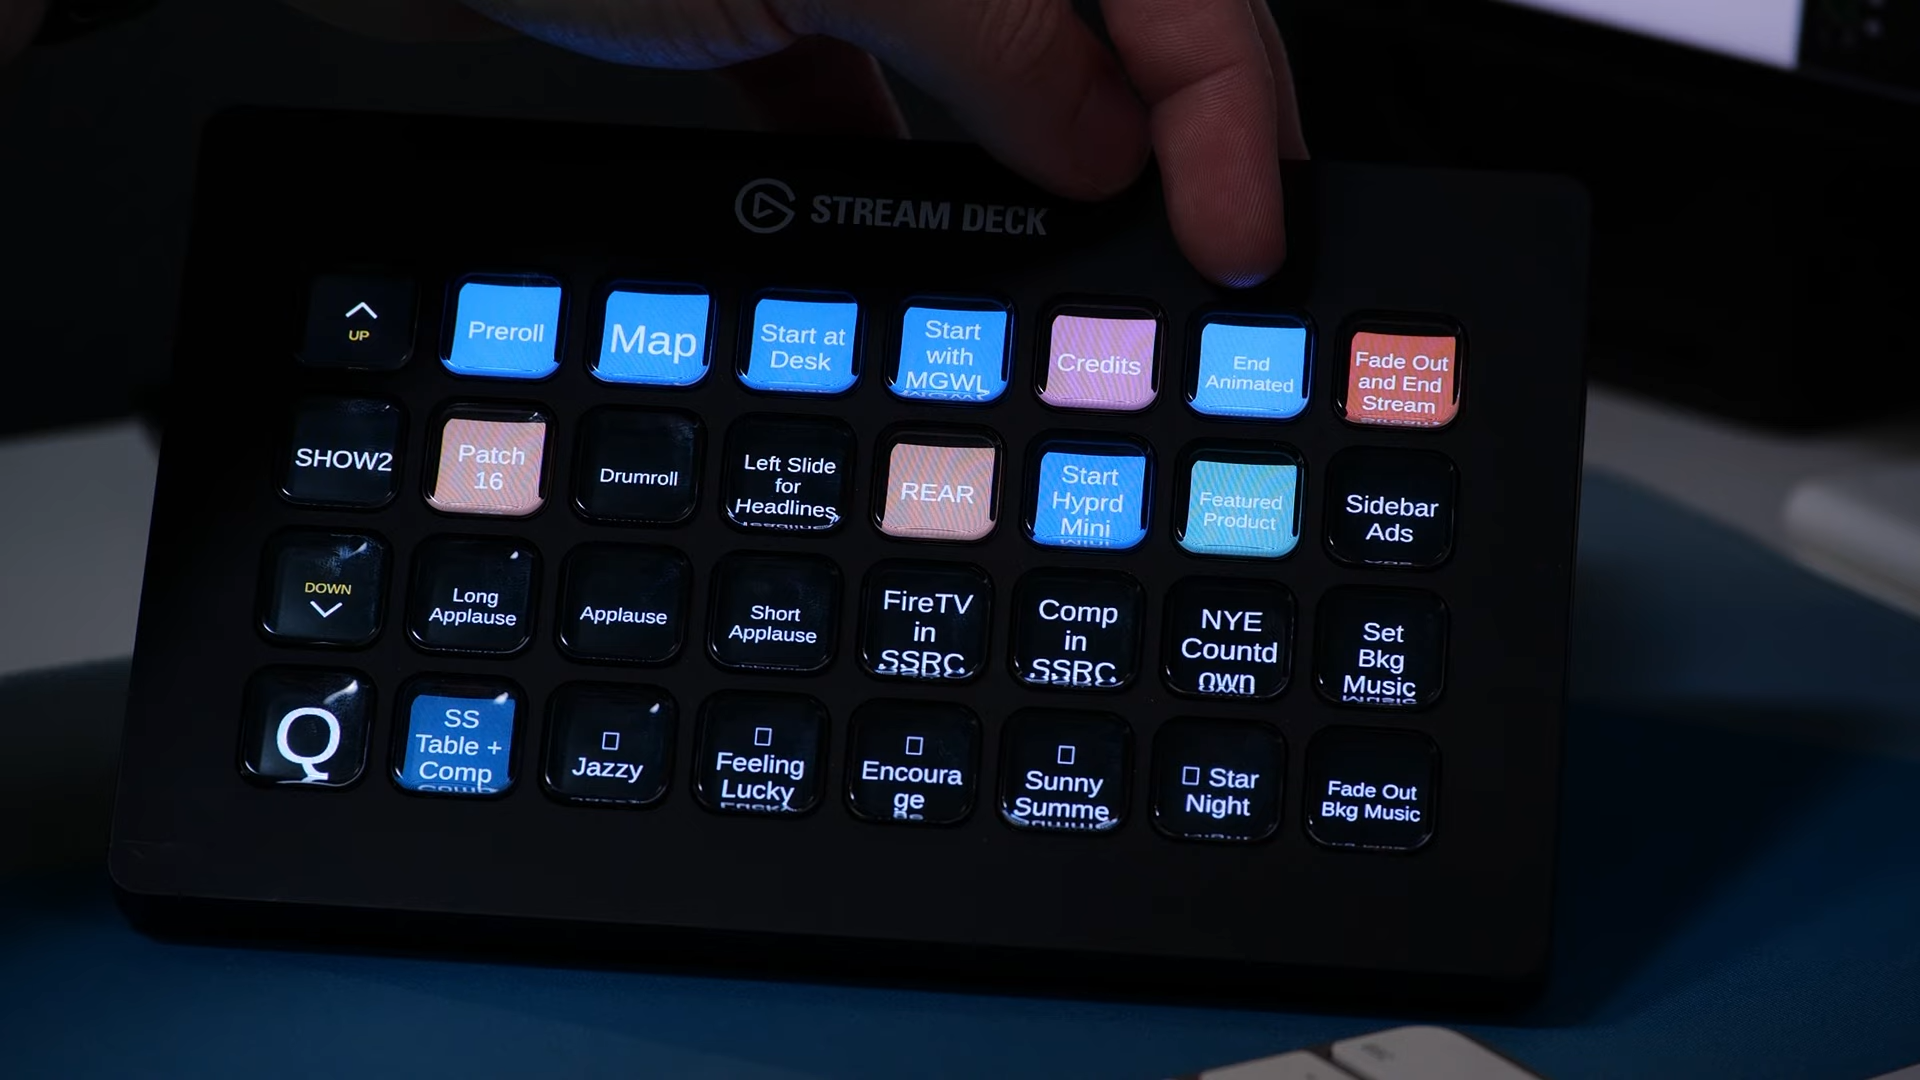 STREAM DECK
UP
Preroll
Map
Start at
Desk
Start
with
MGWL
Credits
End
Animated
Fade Out
and End
Stream
SHOW2
Patch
16
Drumroll
Left Slide
for
Headlines
REAR
Start
Hyprd
Mini
Featured
Product
Sidebar
Ads
DOWN
Long
Applause
Applause
Short
Applause
FireTV
in
SSRC
Comp
in
SSRC
NYE
Countd
own
Set
Bkg
Music
Q
SS
Table +
Comp
Jazzy
Feeling
Lucky
Encoura
ge
Sunny
Summe
Star
Night
Fade Out
Bkg Music